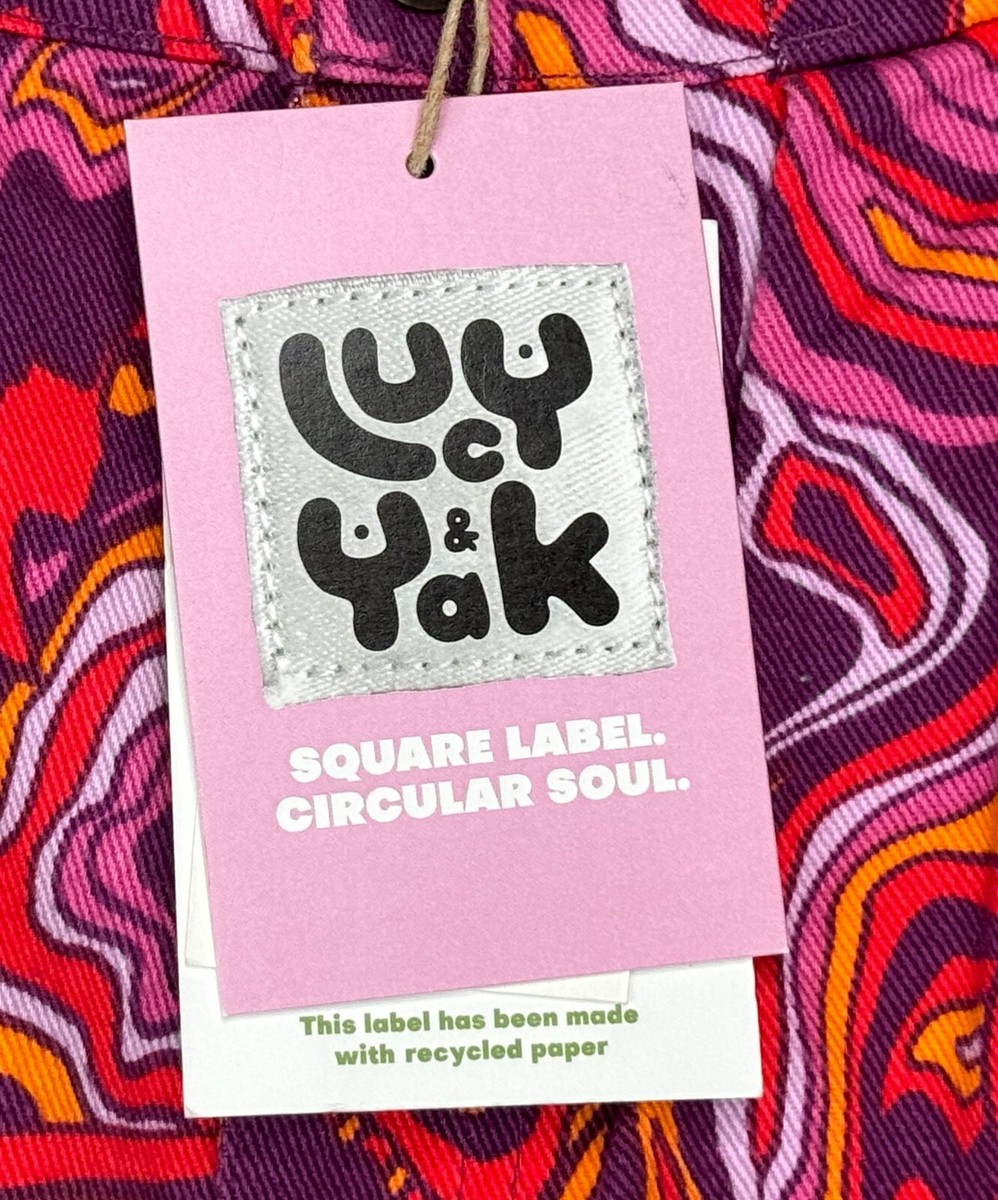 Lucy
& Yak
SQUARE LABEL.
CIRCULAR SOUL.
This label has been made
with recycled paper